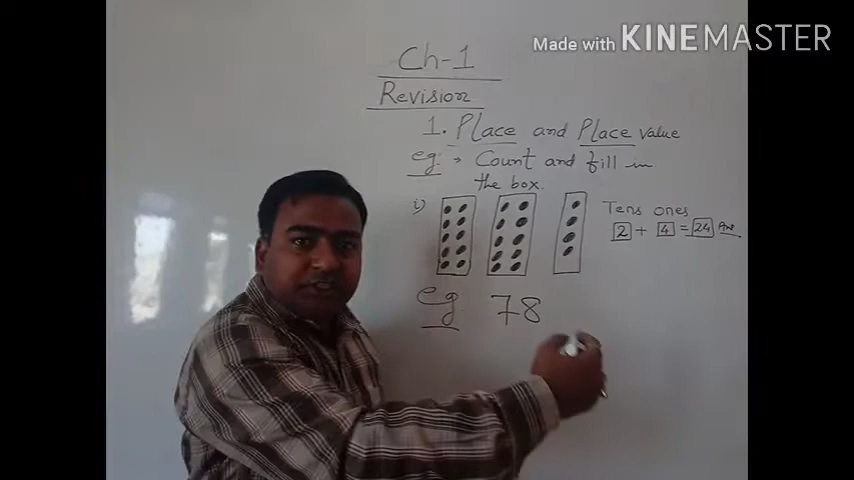 Made with KINEMASTER
Ch-1
Revision
1. Place and Place value
eg: → Count and fill in
the box.
i) Tens ones
2 + 4 = 24 Ans
eg 78